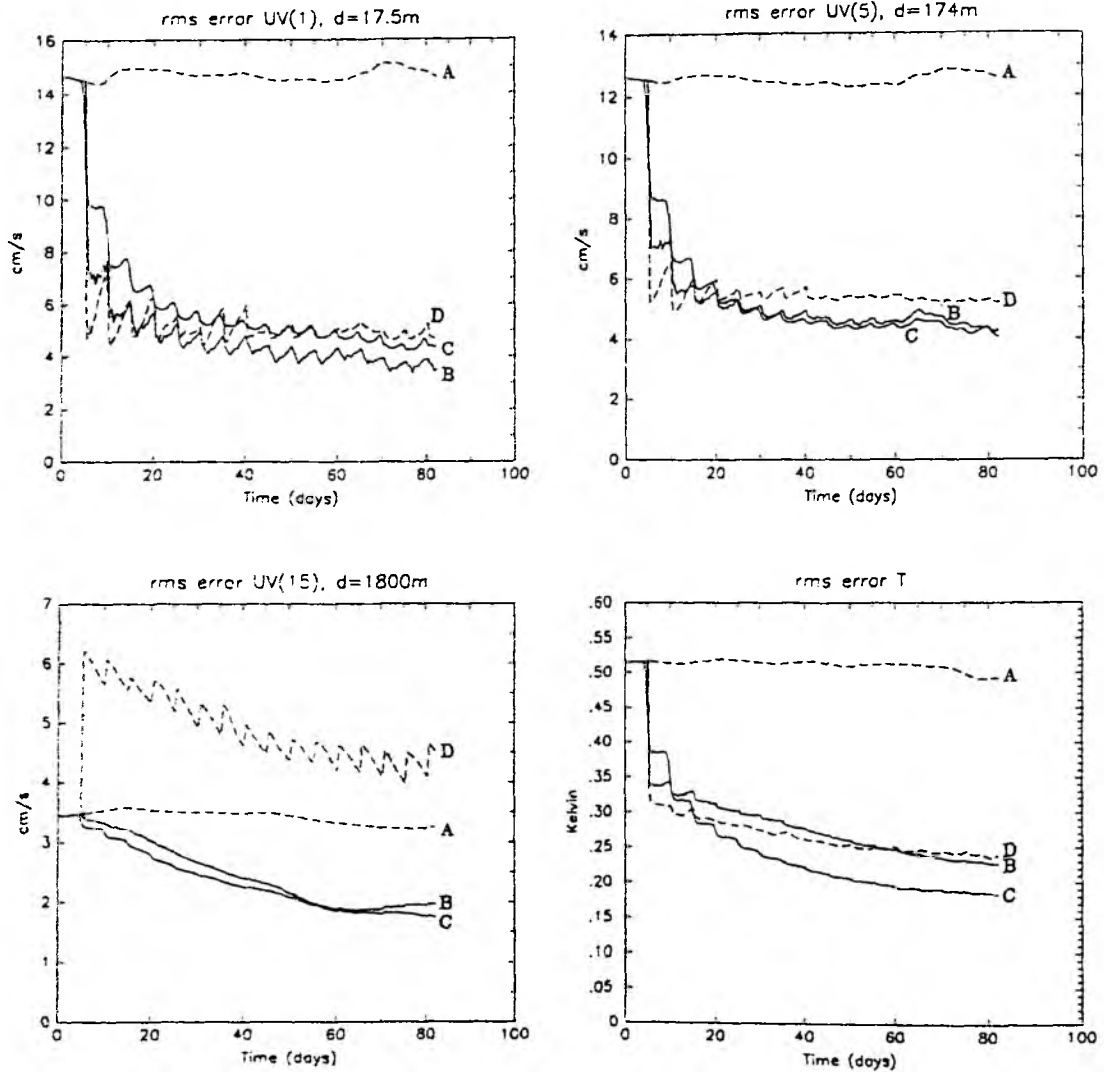 rms error UV(1), d=17.5m
16
14
12
10
8
6
4
2
0
cm/s
A
D
C
B
0 20 40 60 80 100
Time (days)
rms error UV(5), d=174m
14
12
10
8
6
4
2
0
cm/s
A
D
B
C
0 20 40 60 80 100
Time (days)
rms error UV(15), d=1800m
7
6
5
4
3
2
1
0
cm/s
D
A
B
C
0 20 40 60 80 100
Time (days)
rms error T
.60
.55
.50
.45
.40
.35
.30
.25
.20
.15
.10
.05
0
Kelvin
A
D
B
C
0 20 40 60 80 100
Time (days)